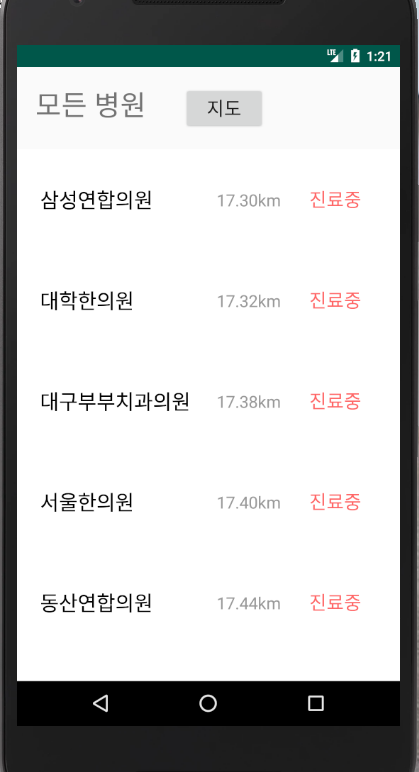 LTE 1:21
모든 병원 지도
삼성연합의원 17.30km 진료중
대학한의원 17.32km 진료중
대구부부치과의원 17.38km 진료중
서울한의원 17.40km 진료중
동산연합의원 17.44km 진료중